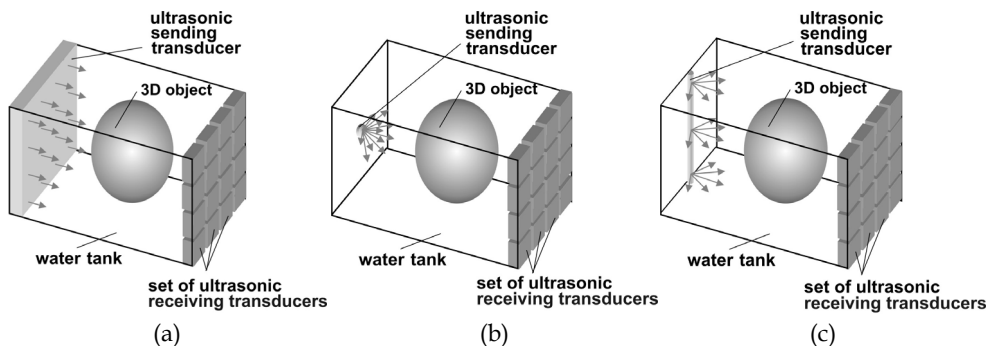 ultrasonic
sending
transducer
3D object
water tank
set of ultrasonic
receiving transducers
(a)
ultrasonic
sending
transducer
3D object
water tank
set of ultrasonic
receiving transducers
(b)
ultrasonic
sending
transducer
3D object
water tank
set of ultrasonic
receiving transducers
(c)